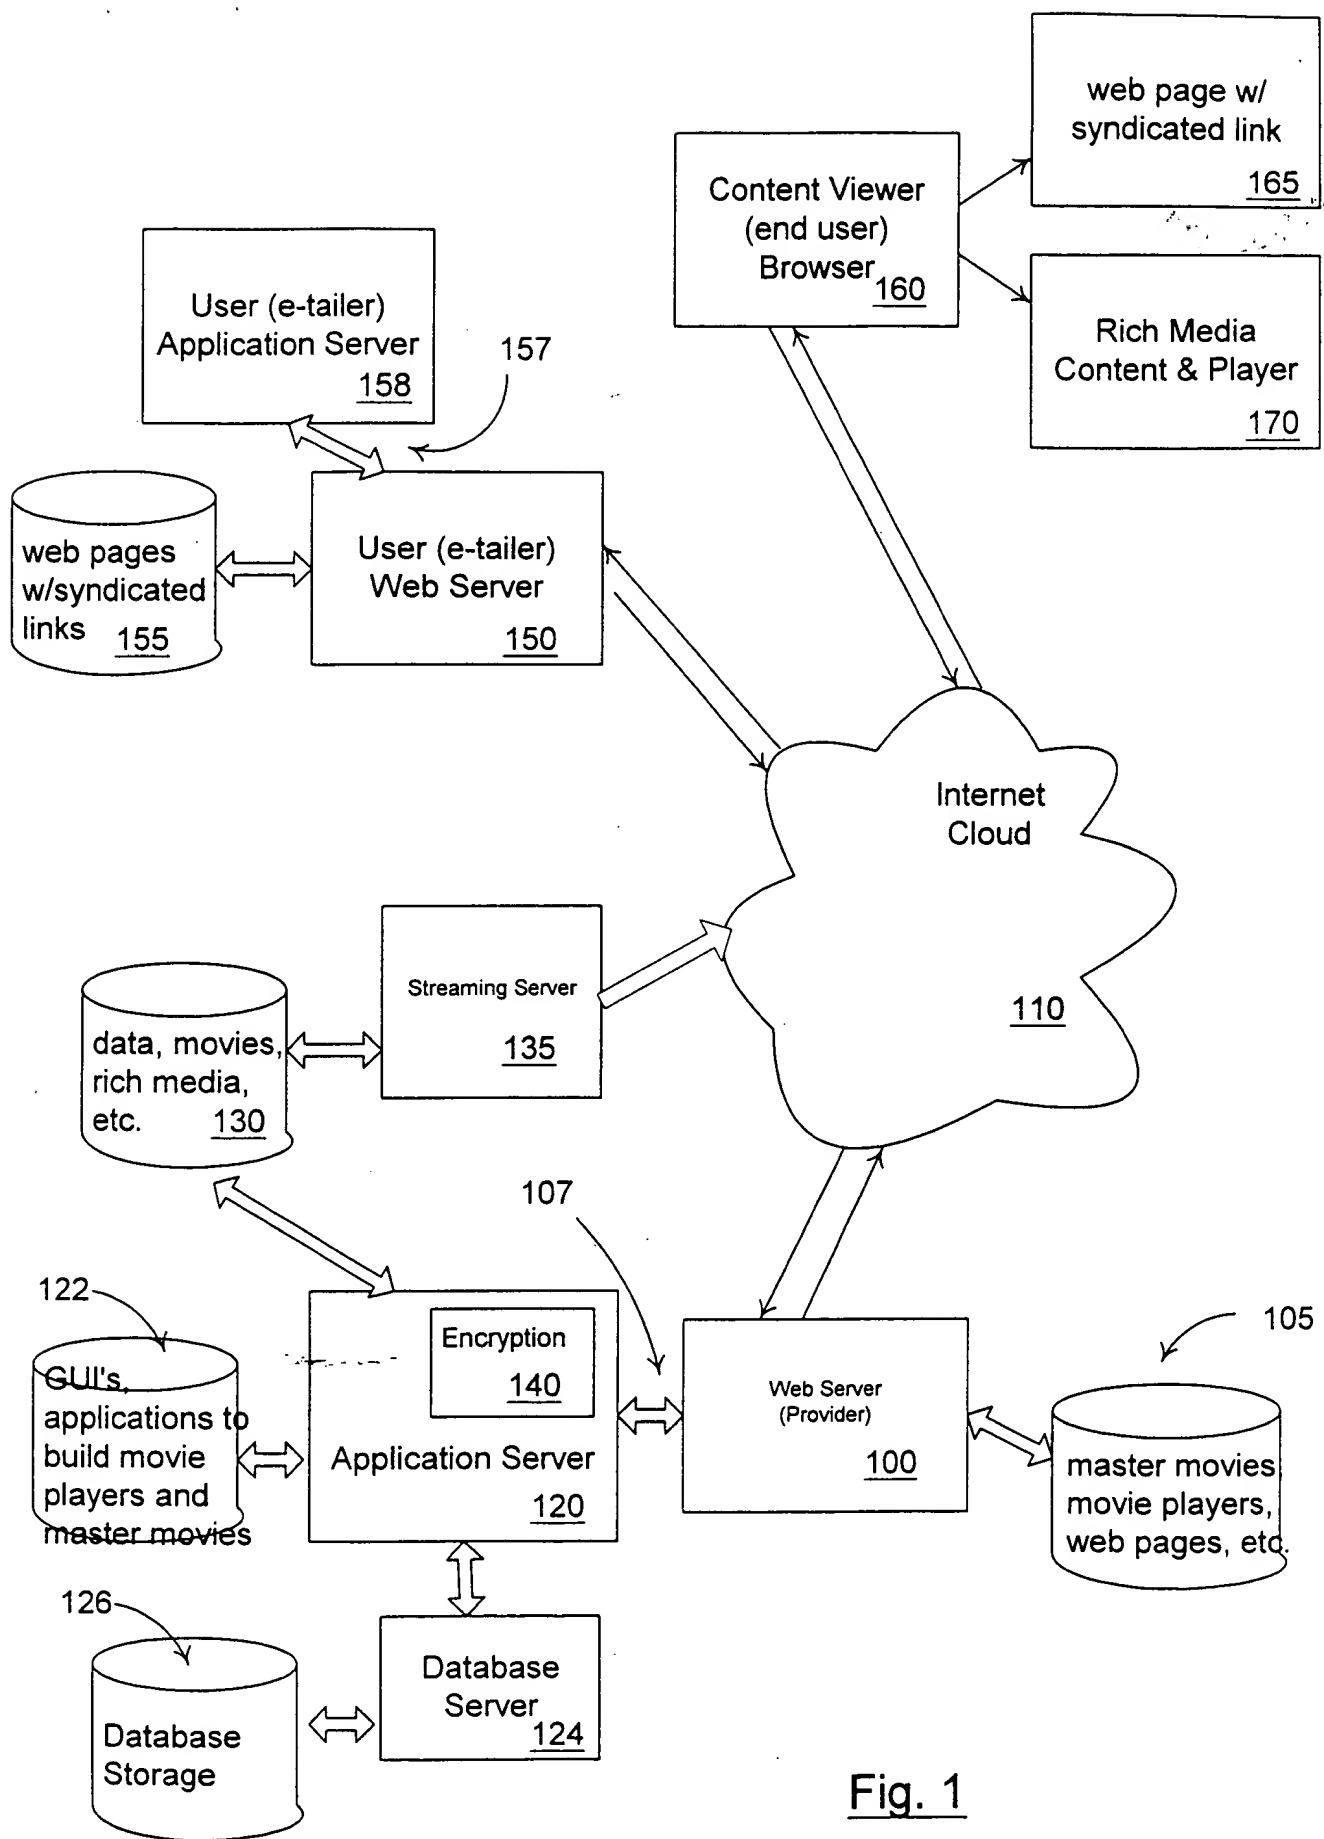 web page w/
syndicated link
165
Content Viewer
(end user)
Browser
160
User (e-tailer)
Application Server
158
157
Rich Media
Content & Player
170
web pages
w/syndicated
links
155
User (e-tailer)
Web Server
150
Internet
Cloud
110
Streaming Server
135
data, movies,
rich media,
etc.
130
107
122
GUI's,
applications to
build movie
players and
master movies
Encryption
140
Application Server
120
Web Server
(Provider)
100
105
master movies
movie players,
web pages, etc.
126
Database
Storage
Database
Server
124
Fig. 1